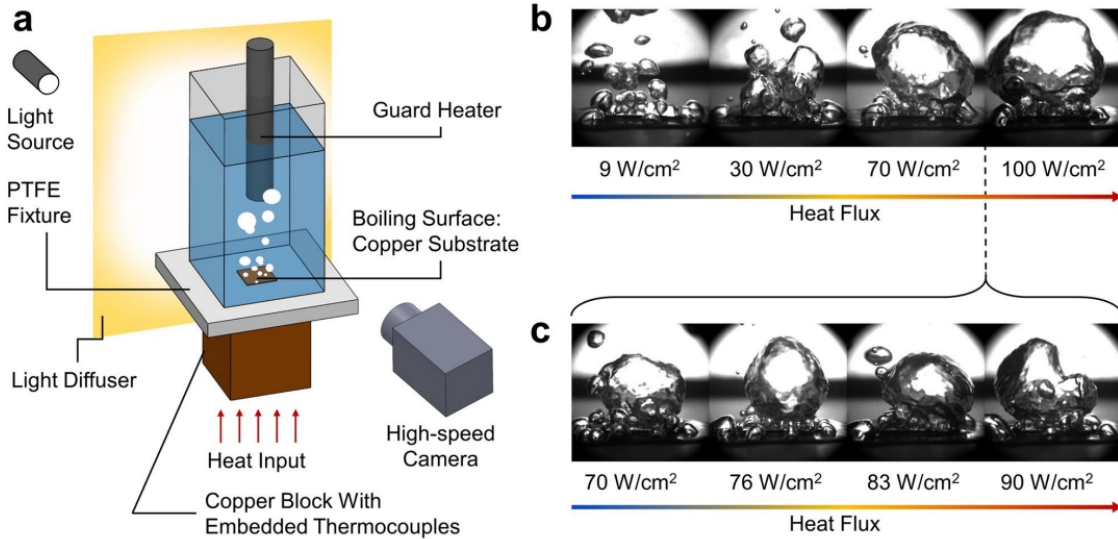 a
Light
Source
PTFE
Fixture
Light Diffuser
Guard Heater
Boiling Surface:
Copper Substrate
High-speed
Camera
Heat Input
Copper Block With
Embedded Thermocouples
b
9 W/cm²
30 W/cm²
70 W/cm²
100 W/cm²
Heat Flux
c
70 W/cm²
76 W/cm²
83 W/cm²
90 W/cm²
Heat Flux